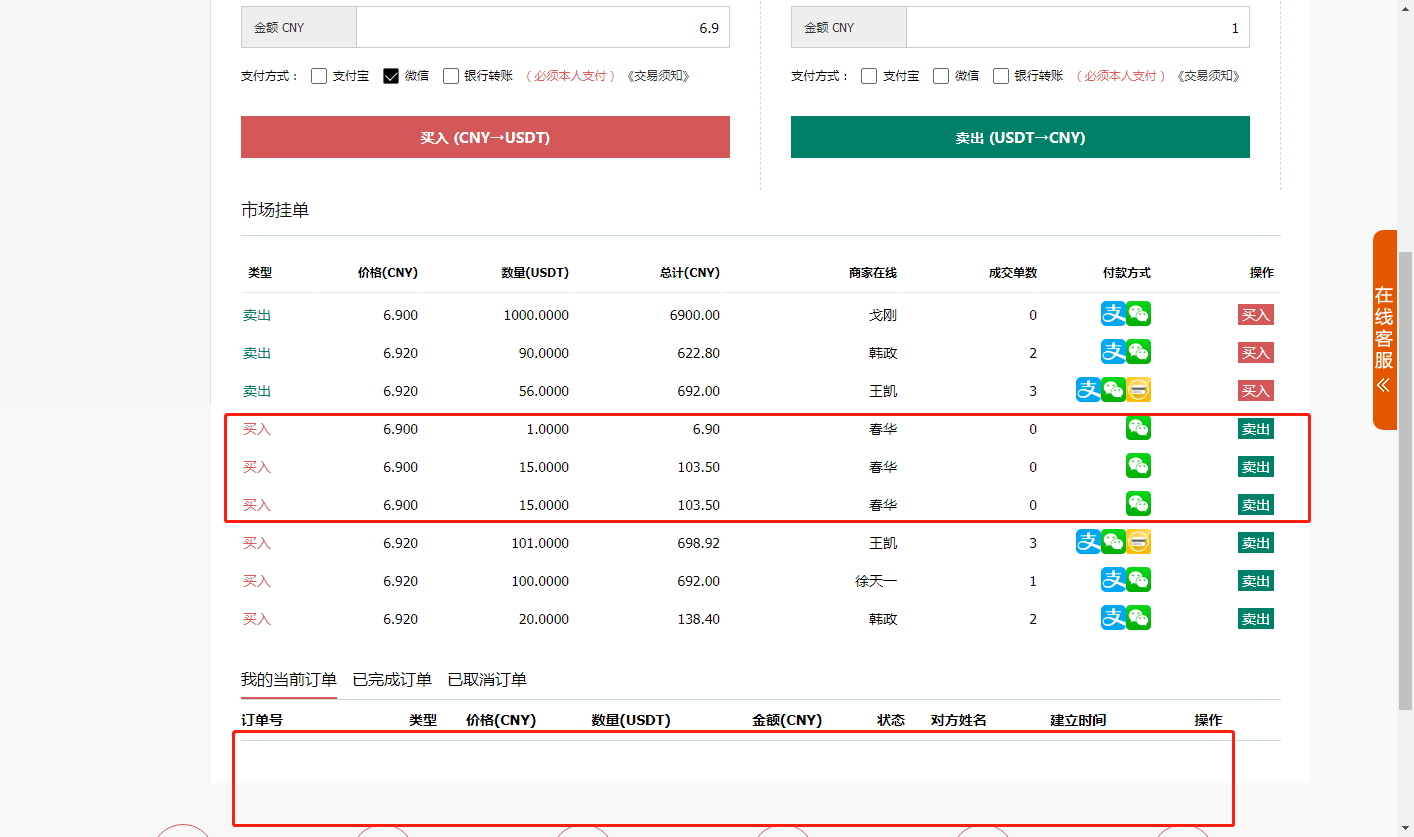 金额 CNY 6.9 金额 CNY 1
支付方式： 支付宝 微信 银行转账 （ 必须本人支付 ）《交易须知》 支付方式： 支付宝 微信 银行转账 （ 必须本人支付 ）《交易须知》
买入 (CNY→USDT) 卖出 (USDT→CNY)
市场挂单
类型 价格(CNY) 数量(USDT) 总计(CNY) 商家在线 成交单数 付款方式 操作
卖出 6.900 1000.0000 6900.00 戈刚 0 支 买入
卖出 6.920 90.0000 622.80 韩政 2 支 买入
卖出 6.920 56.0000 692.00 王凯 3 支 买入
买入 6.900 1.0000 6.90 春华 0 卖出
买入 6.900 15.0000 103.50 春华 0 卖出
买入 6.900 15.0000 103.50 春华 0 卖出
买入 6.920 101.0000 698.92 王凯 3 支 卖出
买入 6.920 100.0000 692.00 徐天一 1 支 卖出
买入 6.920 20.0000 138.40 韩政 2 支 卖出
我的当前订单 已完成订单 已取消订单
订单号 类型 价格(CNY) 数量(USDT) 金额(CNY) 状态 对方姓名 建立时间 操作
在线客服